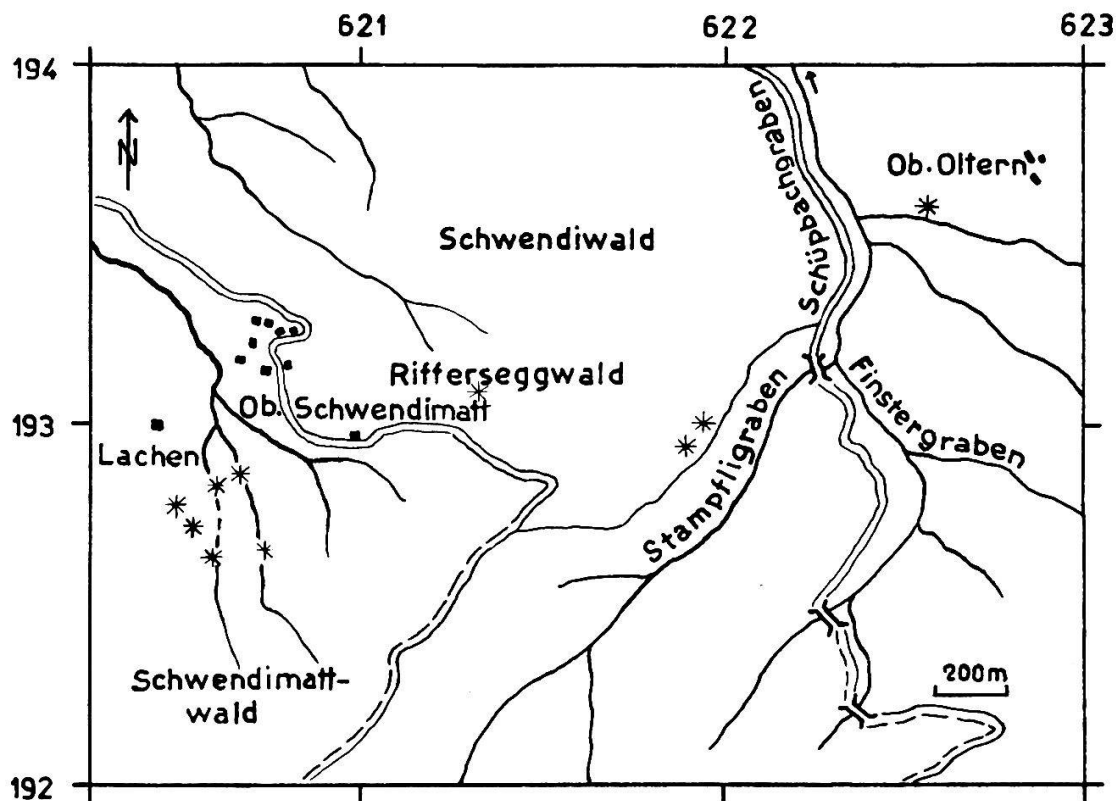 621
622
623
194
N
Schüpbachgraben
Ob. Oltern
Schwendiwald
Rifferseggwald
Ob. Schwendimatt
193
Lachen
Stampfligraben
Finstergraben
Schwendimatt-
wald
200m
192